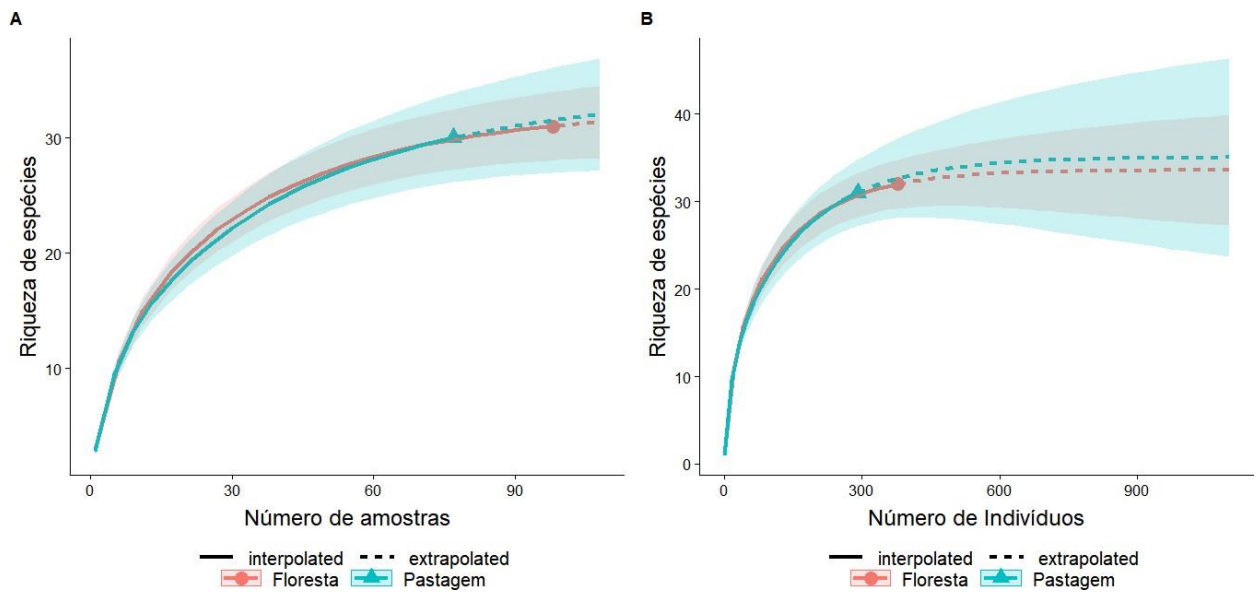 A
Riqueza de espécies
30
20
10
0
30
60
90
Número de amostras
interpolated extrapolated
Floresta Pastagem
B
Riqueza de espécies
40
30
20
10
0
0
300
600
900
Número de Indivíduos
interpolated extrapolated
Floresta Pastagem